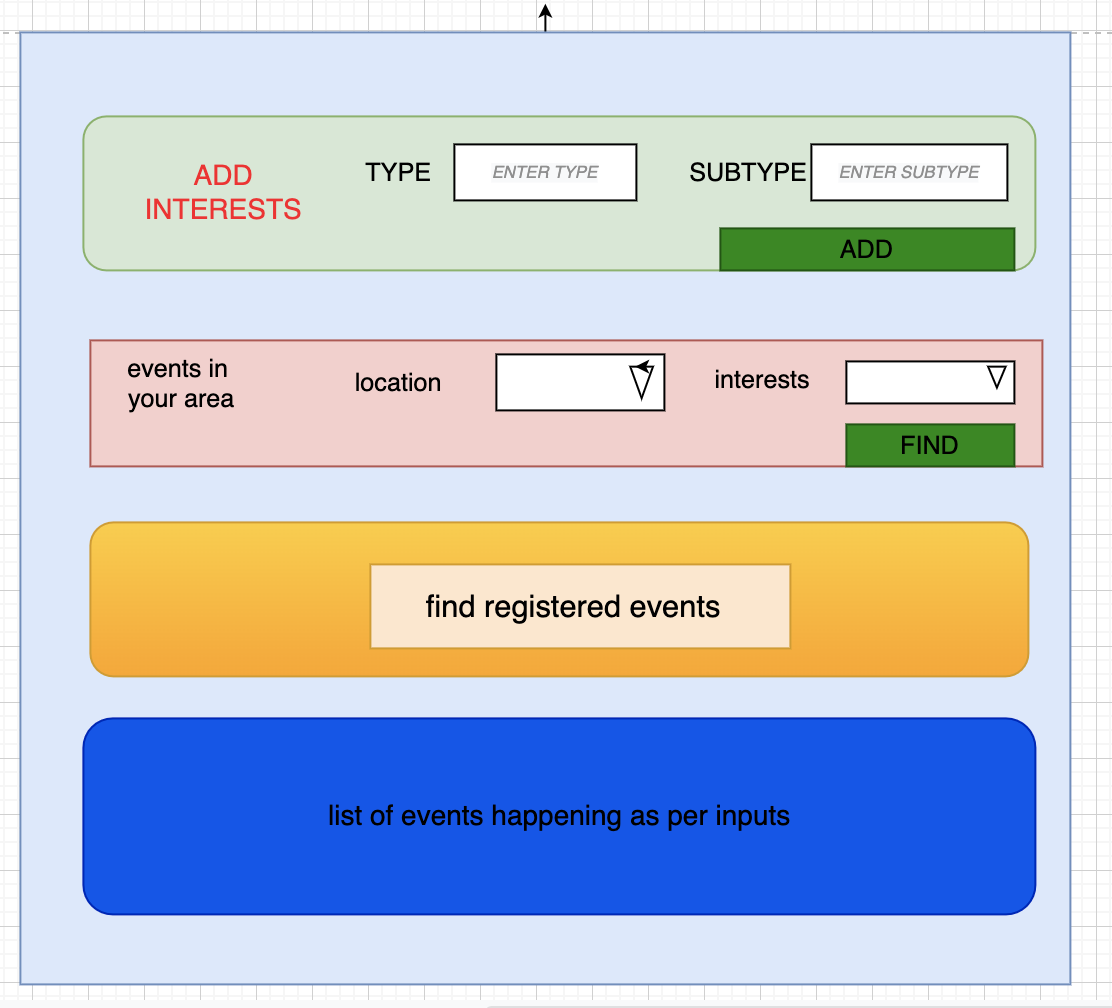 ADD
INTERESTS
TYPE
ENTER TYPE
SUBTYPE
ENTER SUBTYPE
ADD
events in
your area
location
interests
FIND
find registered events
list of events happening as per inputs